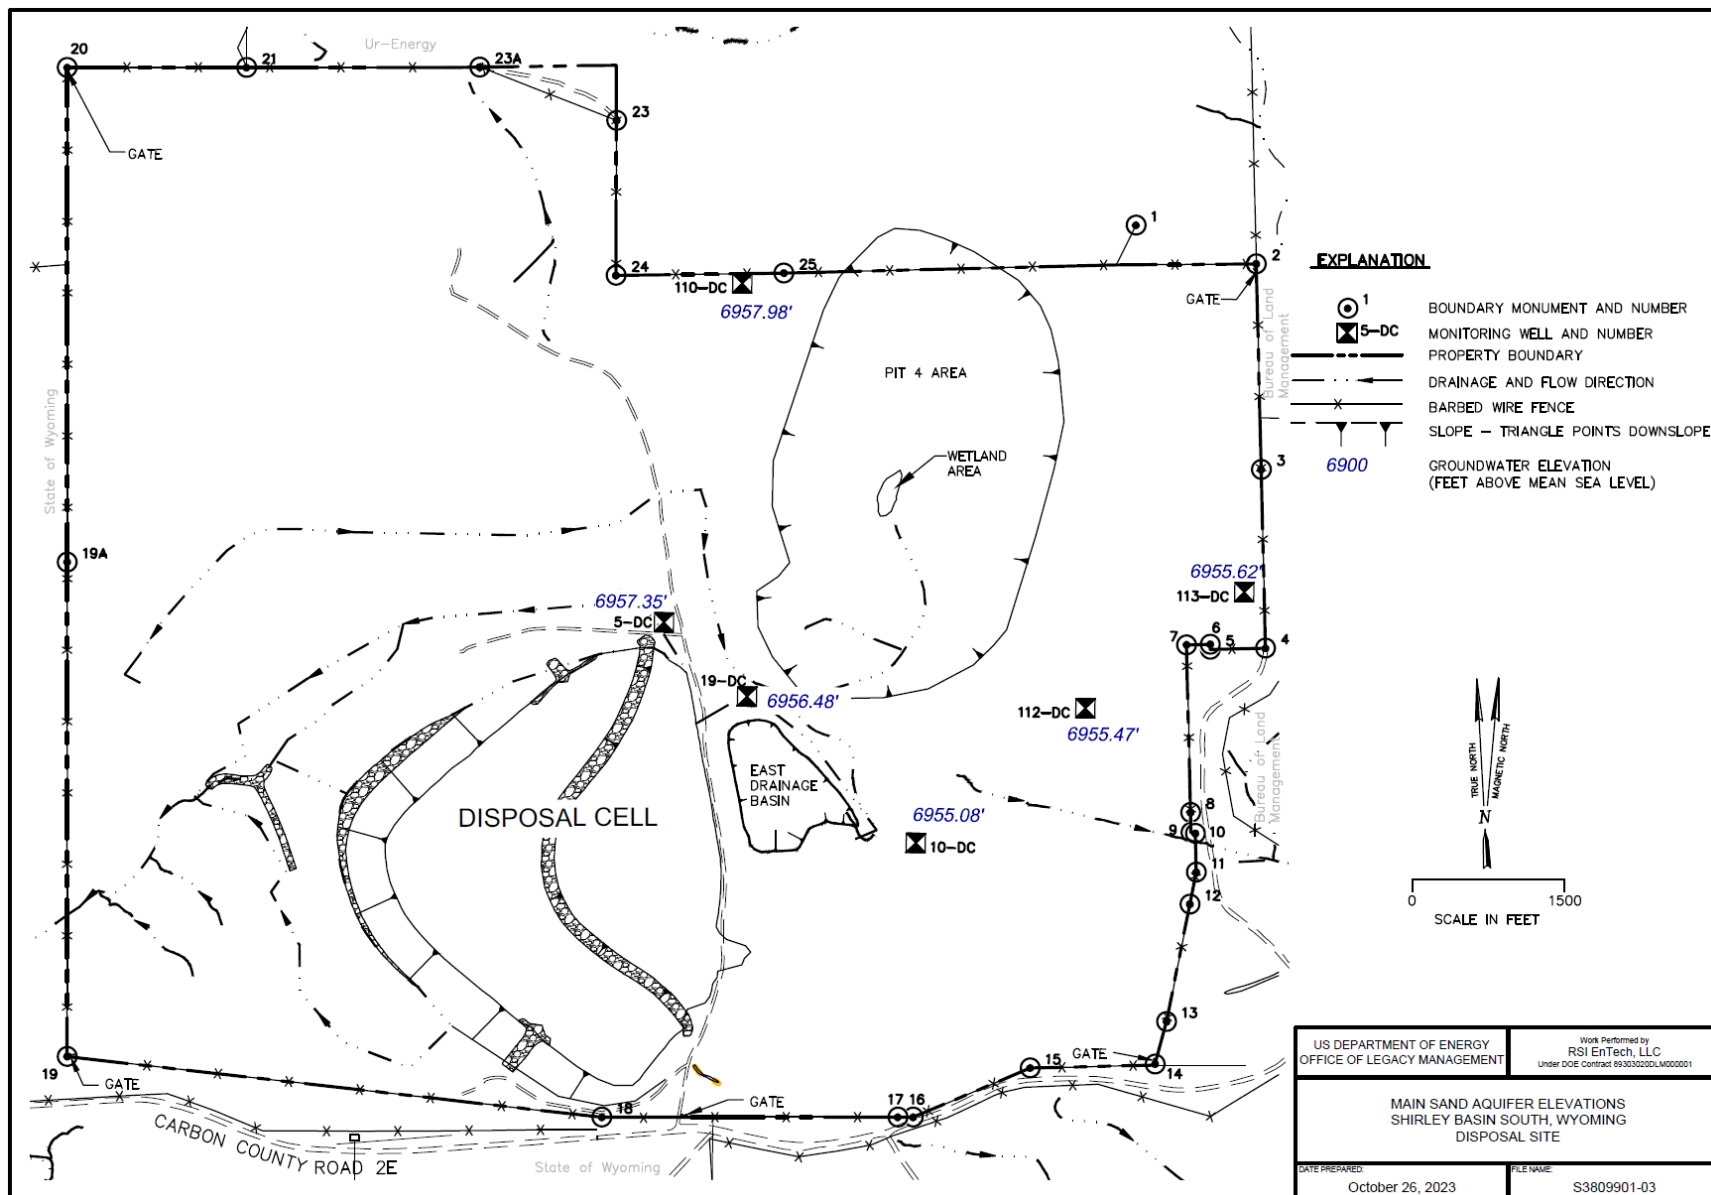 20
21
Ur-Energy
23A
23
GATE
1
24
25
2
110-DC
6957.98'
GATE
Bureau of Land
Management
State of Wyoming
PIT 4 AREA
WETLAND
AREA
3
19A
6957.35'
5-DC
6955.62'
113-DC
7
6
5
4
19-DC
6956.48'
112-DC
6955.47'
Bureau of Land
Management
EAST
DRAINAGE
BASIN
DISPOSAL CELL
6955.08'
10-DC
8
9
10
11
12
13
GATE
14
15
19
GATE
18
GATE
17
16
CARBON COUNTY ROAD 2E
State of Wyoming
EXPLANATION
1
BOUNDARY MONUMENT AND NUMBER
5-DC
MONITORING WELL AND NUMBER
PROPERTY BOUNDARY
DRAINAGE AND FLOW DIRECTION
BARBED WIRE FENCE
SLOPE – TRIANGLE POINTS DOWNSLOPE
6900
GROUNDWATER ELEVATION
(FEET ABOVE MEAN SEA LEVEL)
TRUE NORTH
MAGNETIC NORTH
N
0
1500
SCALE IN FEET
US DEPARTMENT OF ENERGY
OFFICE OF LEGACY MANAGEMENT
Work Performed by
RSI EnTech, LLC
Under DOE Contract 89303020DLM000001
MAIN SAND AQUIFER ELEVATIONS
SHIRLEY BASIN SOUTH, WYOMING
DISPOSAL SITE
DATE PREPARED:
October 26, 2023
FILE NAME:
S3809901-03